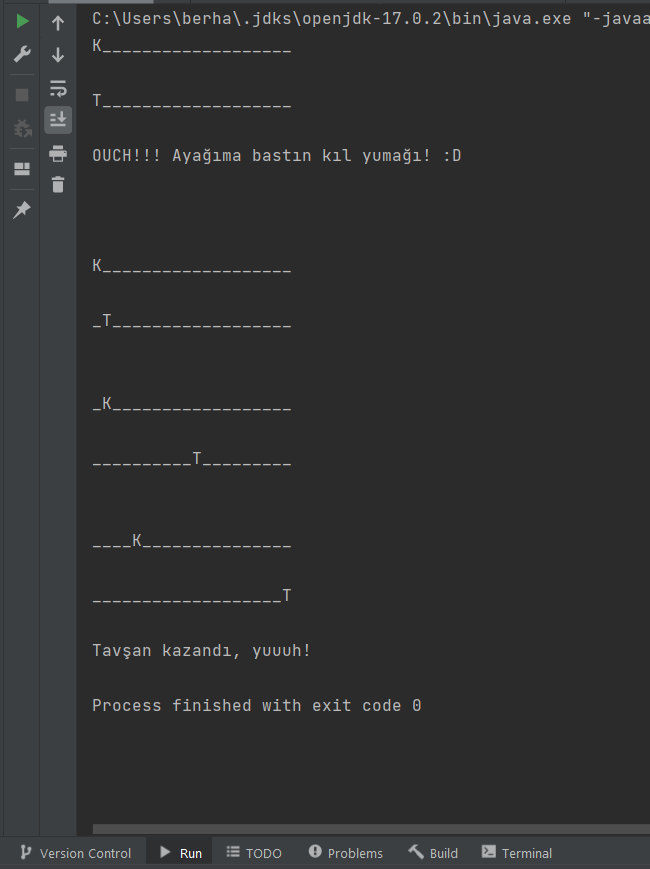 C:\Users\berha\.jdks\openjdk-17.0.2\bin\java.exe "-javaa
K___________________
T___________________
OUCH!!! Ayağıma bastın kıl yumağı! :D
K___________________
_T__________________
_K__________________
__________T_________
____K_______________
___________________T
Tavşan kazandı, yuuuh!
Process finished with exit code 0
Version Control Run TODO Problems Build Terminal